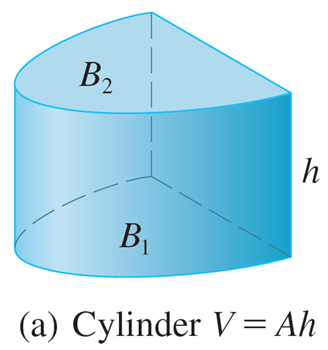 B₂
h
B₁
(a) Cylinder V = Ah